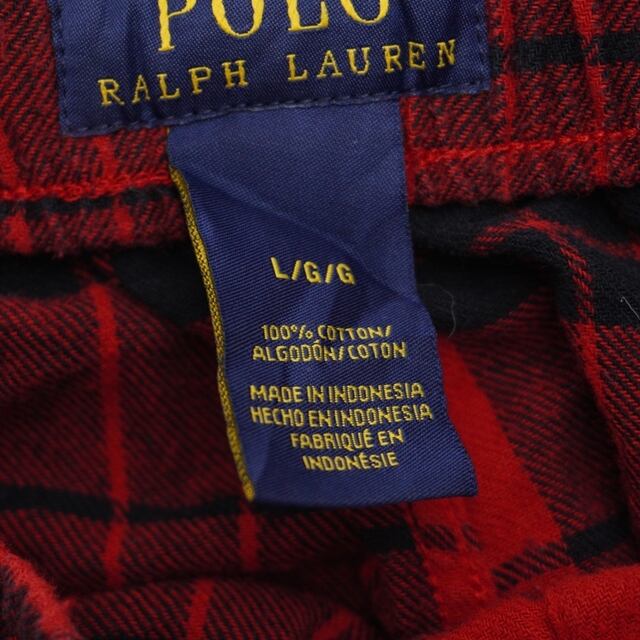 POLO
RALPH LAUREN
L/G/G
100% COTTON/
ALGODÓN/COTON
MADE IN INDONESIA
HECHO EN INDONESIA
FABRIQUÉ EN
INDONÉSIE